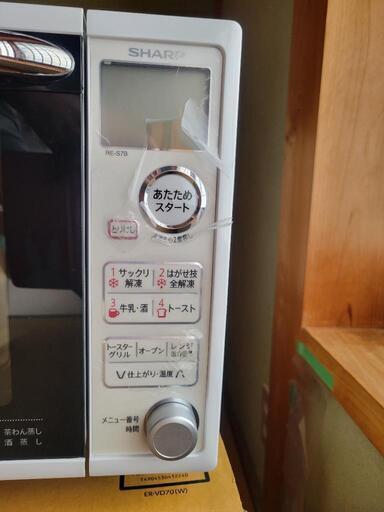 SHARP
RE-S7B
あたため
スタート
とりけし
1 サックリ
解凍
2 はがせ技
全解凍
3 牛乳・酒
4 トースト
トースター
グリル
オーブン
レンジ
∨ 仕上がり・温度 ∧
メニュー番号
時間
茶わん蒸し
酒 蒸 し
ER-VD70(W)